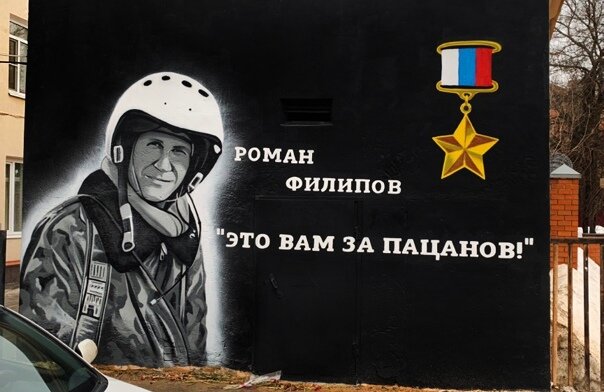 РОМАН
ФИЛИПОВ
"ЭТО ВАМ ЗА ПАЦАНОВ!"